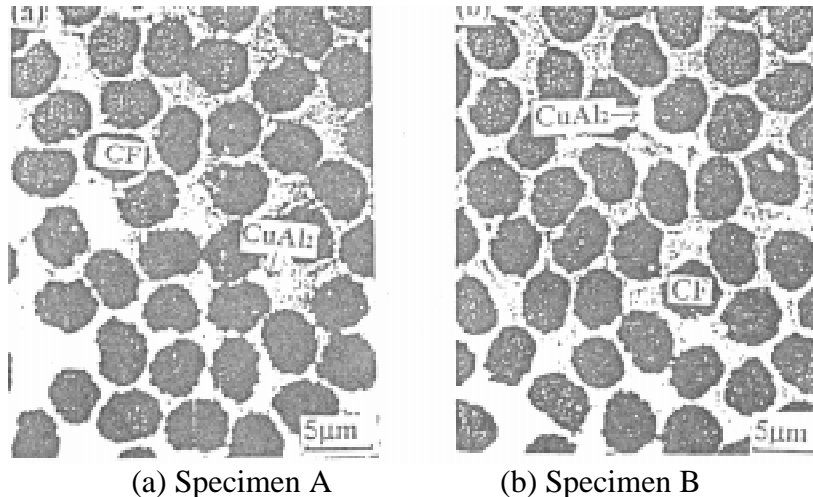 (a)
CF
CuAl₂
5μm
(b)
CuAl₂
CF
5μm
(a) Specimen A
(b) Specimen B